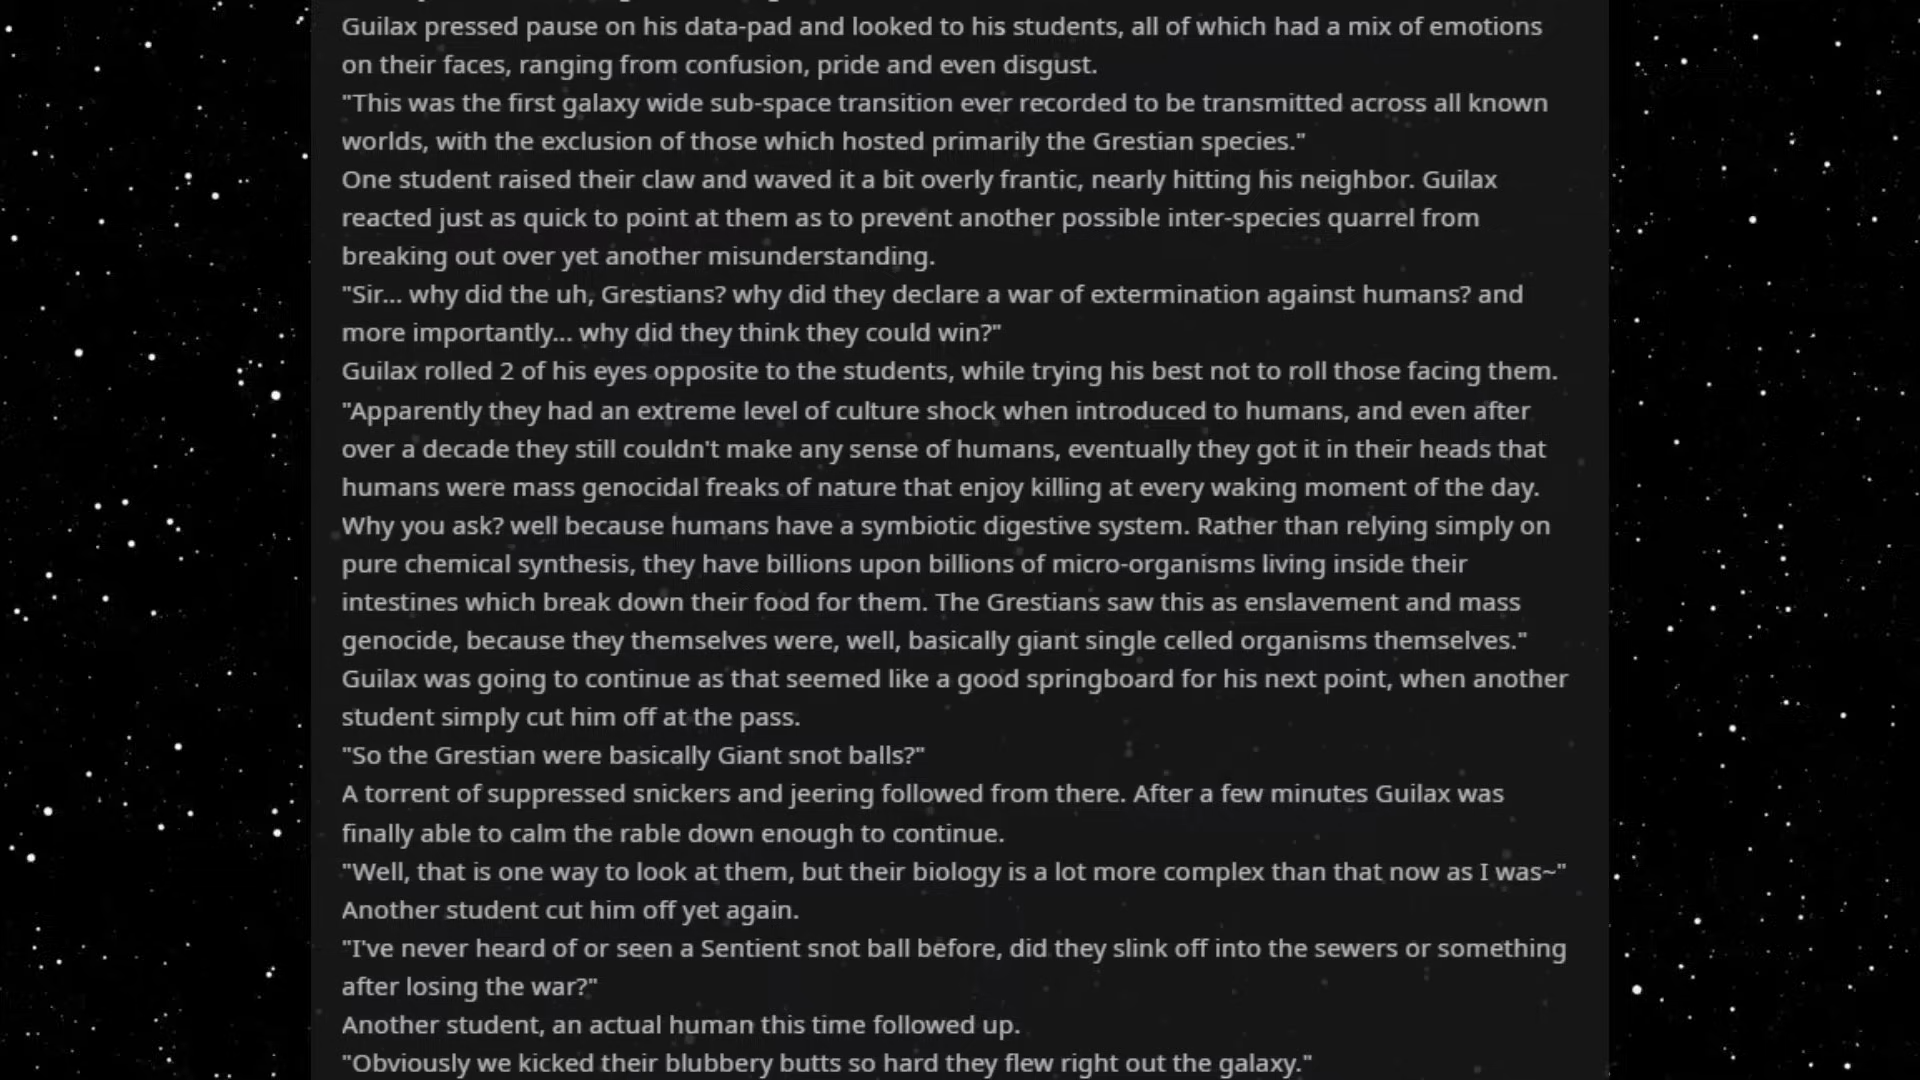 Guilax pressed pause on his data-pad and looked to his students, all of which had a mix of emotions
on their faces, ranging from confusion, pride and even disgust.
"This was the first galaxy wide sub-space transition ever recorded to be transmitted across all known
worlds, with the exclusion of those which hosted primarily the Grestian species."
One student raised their claw and waved it a bit overly frantic, nearly hitting his neighbor. Guilax
reacted just as quick to point at them as to prevent another possible inter-species quarrel from
breaking out over yet another misunderstanding.
"Sir... why did the uh, Grestians? why did they declare a war of extermination against humans? and
more importantly... why did they think they could win?"
Guilax rolled 2 of his eyes opposite to the students, while trying his best not to roll those facing them.
"Apparently they had an extreme level of culture shock when introduced to humans, and even after
over a decade they still couldn't make any sense of humans, eventually they got it in their heads that
humans were mass genocidal freaks of nature that enjoy killing at every waking moment of the day.
Why you ask? well because humans have a symbiotic digestive system. Rather than relying simply on
pure chemical synthesis, they have billions upon billions of micro-organisms living inside their
intestines which break down their food for them. The Grestians saw this as enslavement and mass
genocide, because they themselves were, well, basically giant single celled organisms themselves."
Guilax was going to continue as that seemed like a good springboard for his next point, when another
student simply cut him off at the pass.
"So the Grestian were basically Giant snot balls?"
A torrent of suppressed snickers and jeering followed from there. After a few minutes Guilax was
finally able to calm the rable down enough to continue.
"Well, that is one way to look at them, but their biology is a lot more complex than that now as I was~"
Another student cut him off yet again.
"I've never heard of or seen a Sentient snot ball before, did they slink off into the sewers or something
after losing the war?"
Another student, an actual human this time followed up.
"Obviously we kicked their blubbery butts so hard they flew right out the galaxy."